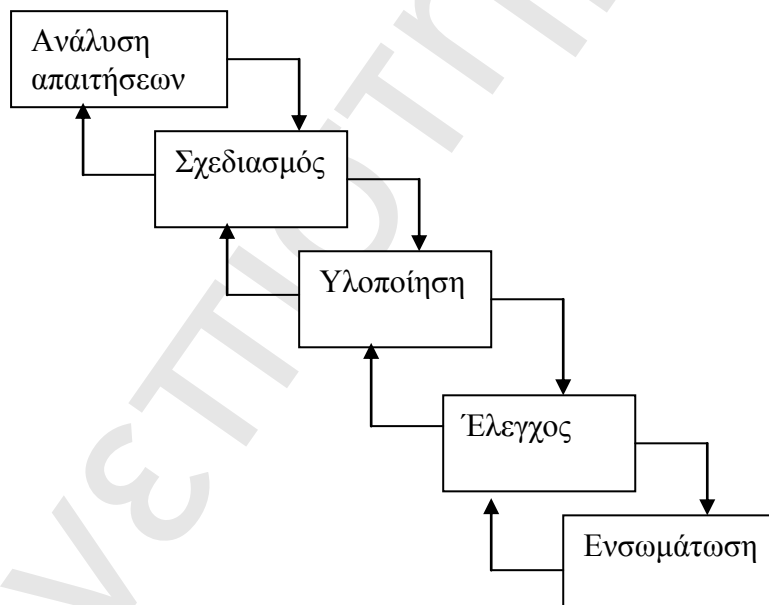 Ανάλυση
απαιτήσεων
Σχεδιασμός
Υλοποίηση
Έλεγχος
Ενσωμάτωση